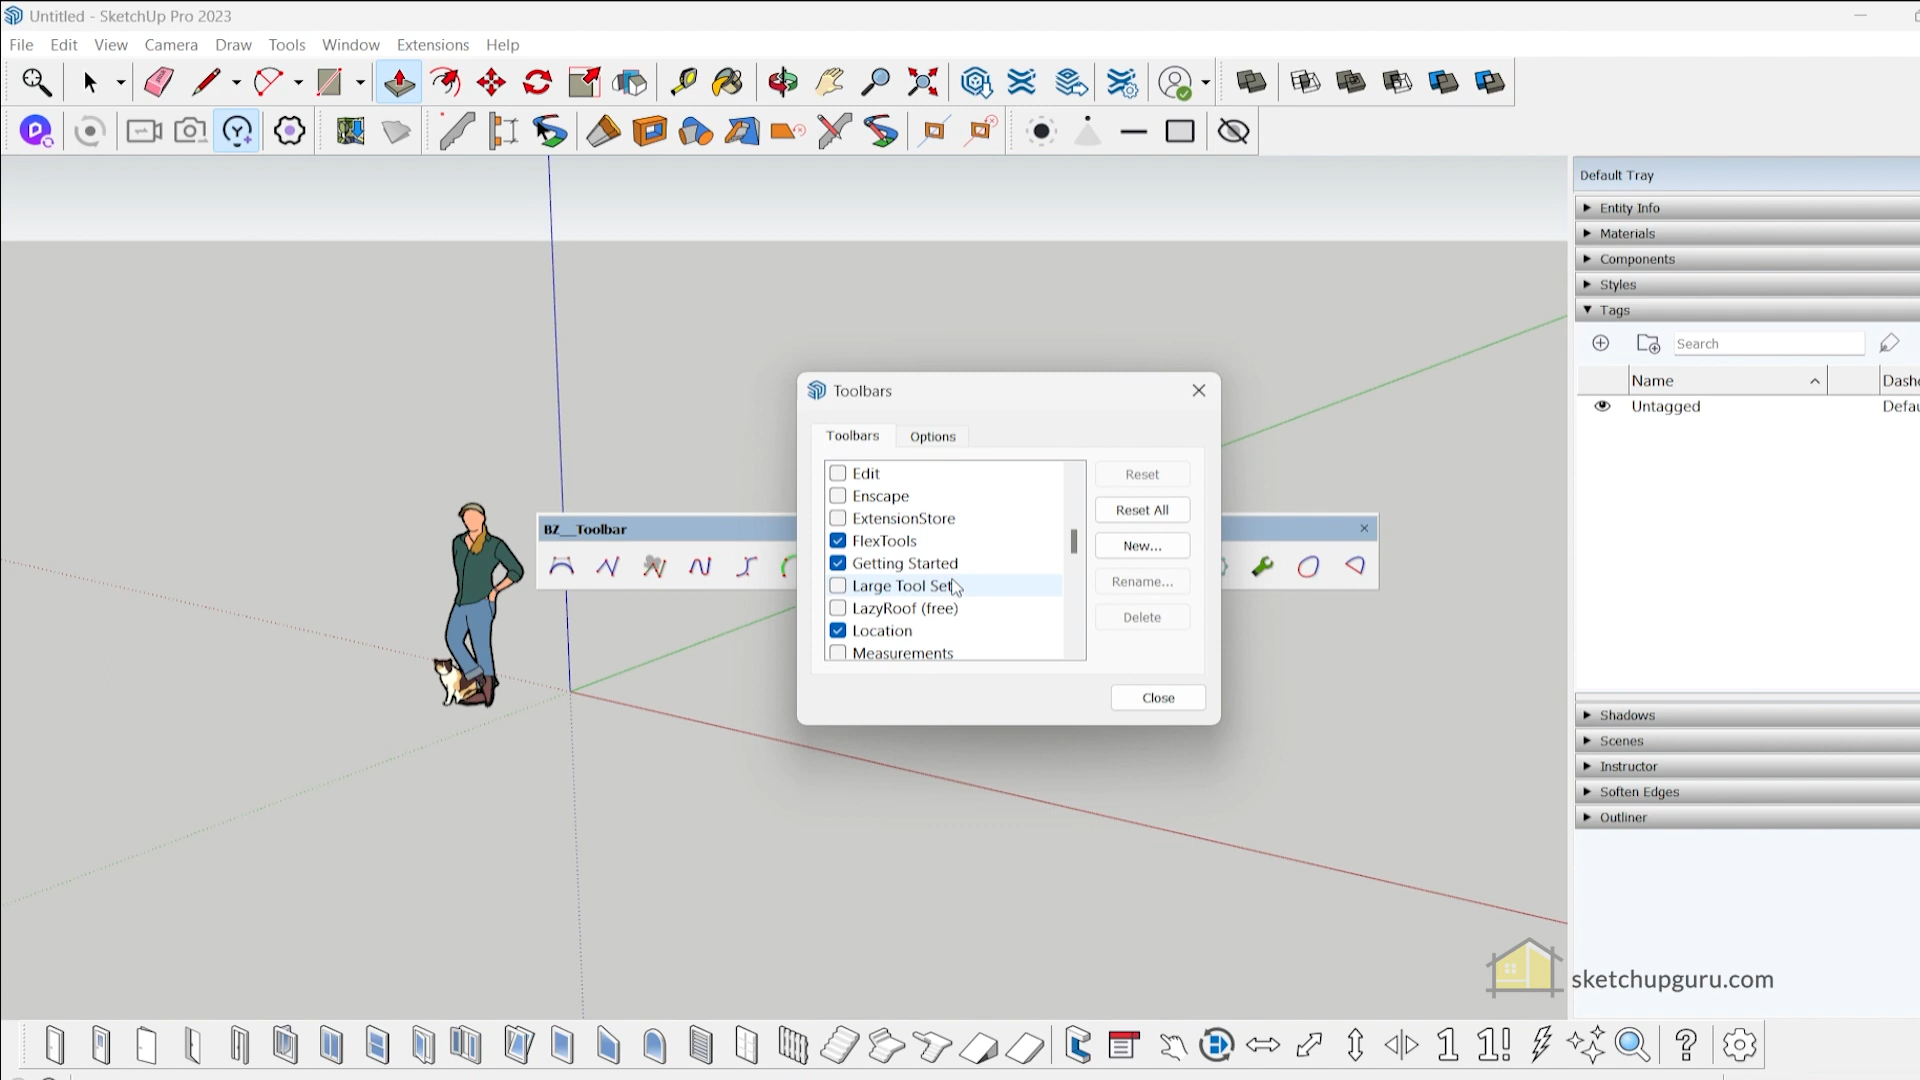 Untitled - SketchUp Pro 2023
File Edit View Camera Draw Tools Window Extensions Help
Default Tray
Entity Info
Materials
Components
Styles
Tags
Search
Name
Untagged
Toolbars
Toolbars Options
Edit
Enscape
ExtensionStore
FlexTools
Getting Started
Large Tool Set
LazyRoof (free)
Location
Measurements
Reset
Reset All
New...
Rename...
Delete
Close
BZ__Toolbar
Shadows
Scenes
Instructor
Soften Edges
Outliner
sketchupguru.com
1 1! ?